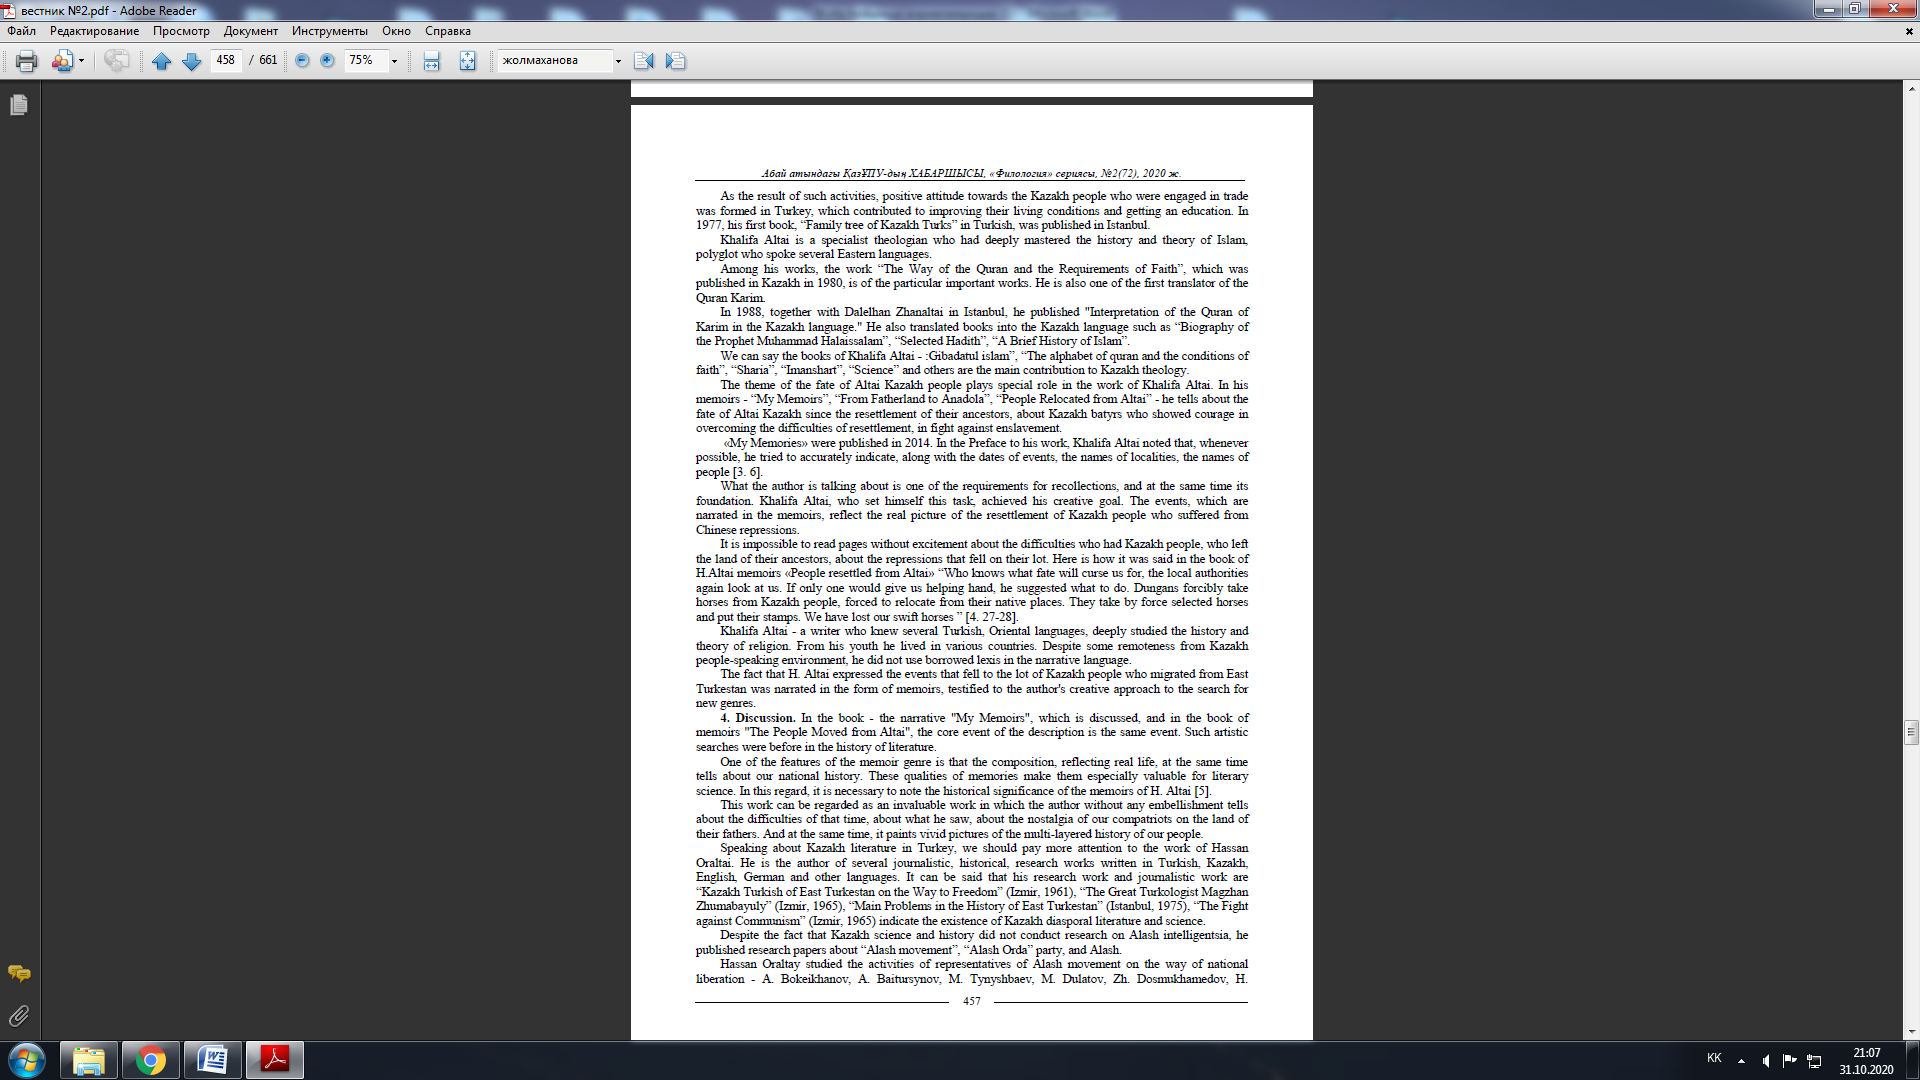 вестник №2.pdf - Adobe Reader
Файл Редактирование Просмотр Документ Инструменты Окно Справка
458 / 661 75% жолмаханова
Абай атындағы ҚазҰПУ-дың ХАБАРШЫСЫ, «Филология» сериясы, №2(72), 2020 ж.
As the result of such activities, positive attitude towards the Kazakh people who were engaged in trade
was formed in Turkey, which contributed to improving their living conditions and getting an education. In
1977, his first book, “Family tree of Kazakh Turks” in Turkish, was published in Istanbul.
Khalifa Altai is a specialist theologian who had deeply mastered the history and theory of Islam,
polyglot who spoke several Eastern languages.
Among his works, the work “The Way of the Quran and the Requirements of Faith”, which was
published in Kazakh in 1980, is of the particular important works. He is also one of the first translator of the
Quran Karim.
In 1988, together with Dalelhan Zhanaltai in Istanbul, he published "Interpretation of the Quran of
Karim in the Kazakh language." He also translated books into the Kazakh language such as “Biography of
the Prophet Muhammad Halaissalam”, “Selected Hadith”, “A Brief History of Islam”.
We can say the books of Khalifa Altai - :Gibadatul islam”, “The alphabet of quran and the conditions of
faith”, “Sharia”, “Imanshart”, “Science” and others are the main contribution to Kazakh theology.
The theme of the fate of Altai Kazakh people plays special role in the work of Khalifa Altai. In his
memoirs - “My Memoirs”, “From Fatherland to Anadola”, “People Relocated from Altai” - he tells about the
fate of Altai Kazakh since the resettlement of their ancestors, about Kazakh batyrs who showed courage in
overcoming the difficulties of resettlement, in fight against enslavement.
«My Memories» were published in 2014. In the Preface to his work, Khalifa Altai noted that, whenever
possible, he tried to accurately indicate, along with the dates of events, the names of localities, the names of
people [3. 6].
What the author is talking about is one of the requirements for recollections, and at the same time its
foundation. Khalifa Altai, who set himself this task, achieved his creative goal. The events, which are
narrated in the memoirs, reflect the real picture of the resettlement of Kazakh people who suffered from
Chinese repressions.
It is impossible to read pages without excitement about the difficulties who had Kazakh people, who left
the land of their ancestors, about the repressions that fell on their lot. Here is how it was said in the book of
H.Altai memoirs «People resettled from Altai» “Who knows what fate will curse us for, the local authorities
again look at us. If only one would give us helping hand, he suggested what to do. Dungans forcibly take
horses from Kazakh people, forced to relocate from their native places. They take by force selected horses
and put their stamps. We have lost our swift horses ” [4. 27-28].
Khalifa Altai - a writer who knew several Turkish, Oriental languages, deeply studied the history and
theory of religion. From his youth he lived in various countries. Despite some remoteness from Kazakh
people-speaking environment, he did not use borrowed lexis in the narrative language.
The fact that H. Altai expressed the events that fell to the lot of Kazakh people who migrated from East
Turkestan was narrated in the form of memoirs, testified to the author's creative approach to the search for
new genres.
4. Discussion. In the book - the narrative "My Memoirs", which is discussed, and in the book of
memoirs "The People Moved from Altai", the core event of the description is the same event. Such artistic
searches were before in the history of literature.
One of the features of the memoir genre is that the composition, reflecting real life, at the same time
tells about our national history. These qualities of memories make them especially valuable for literary
science. In this regard, it is necessary to note the historical significance of the memoirs of H. Altai [5].
This work can be regarded as an invaluable work in which the author without any embellishment tells
about the difficulties of that time, about what he saw, about the nostalgia of our compatriots on the land of
their fathers. And at the same time, it paints vivid pictures of the multi-layered history of our people.
Speaking about Kazakh literature in Turkey, we should pay more attention to the work of Hassan
Oraltai. He is the author of several journalistic, historical, research works written in Turkish, Kazakh,
English, German and other languages. It can be said that his research work and journalistic work are
“Kazakh Turkish of East Turkestan on the Way to Freedom” (Izmir, 1961), “The Great Turkologist Magzhan
Zhumabayuly” (Izmir, 1965), “Main Problems in the History of East Turkestan” (Istanbul, 1975), “The Fight
against Communism” (Izmir, 1965) indicate the existence of Kazakh diasporal literature and science.
Despite the fact that Kazakh science and history did not conduct research on Alash intelligentsia, he
published research papers about “Alash movement”, “Alash Orda” party, and Alash.
Hassan Oraltay studied the activities of representatives of Alash movement on the way of national
liberation - A. Bokeikhanov, A. Baitursynov, M. Tynyshbaev, M. Dulatov, Zh. Dosmukhamedov, H.
457
KK
21:07
31.10.2020